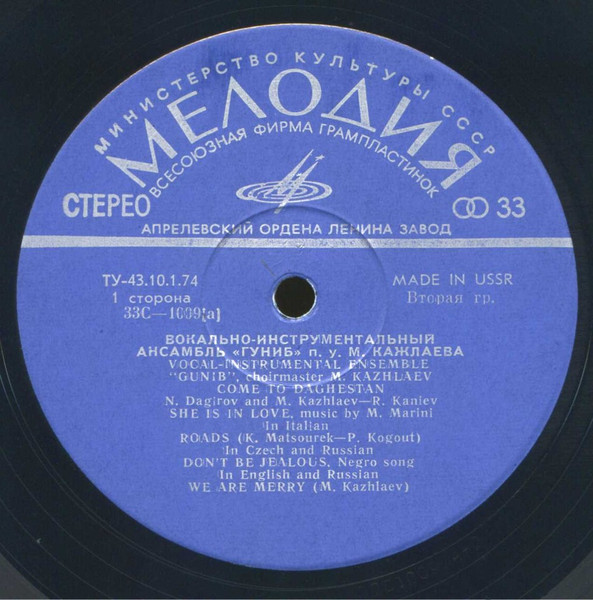 МИНИСТЕРСТВО КУЛЬТУРЫ СССР
МЕЛОДИЯ
ВСЕСОЮЗНАЯ ФИРМА ГРАМПЛАСТИНОК
СТЕРЕО
33
АПРЕЛЕВСКИЙ ОРДЕНА ЛЕНИНА ЗАВОД
ТУ-43.10.1.74
MADE IN USSR
1 сторона
Вторая гр.
33С—1009[а]
ВОКАЛЬНО-ИНСТРУМЕНТАЛЬНЫЙ
АНСАМБЛЬ «ГУНИБ» п. у. М. КАЖЛАЕВА
VOCAL-INSTRUMENTAL ENSEMBLE
"GUNIB", choirmaster M. KAZHLAEV
COME TO DAGHESTAN
N. Dagirov and M. Kazhlaev—R. Kaniev
SHE IS IN LOVE, music by M. Marini
In Italian
ROADS (K. Matsourek—P. Kogout)
In Czech and Russian
DON'T BE JEALOUS, Negro song
In English and Russian
WE ARE MERRY (M. Kazhlaev)